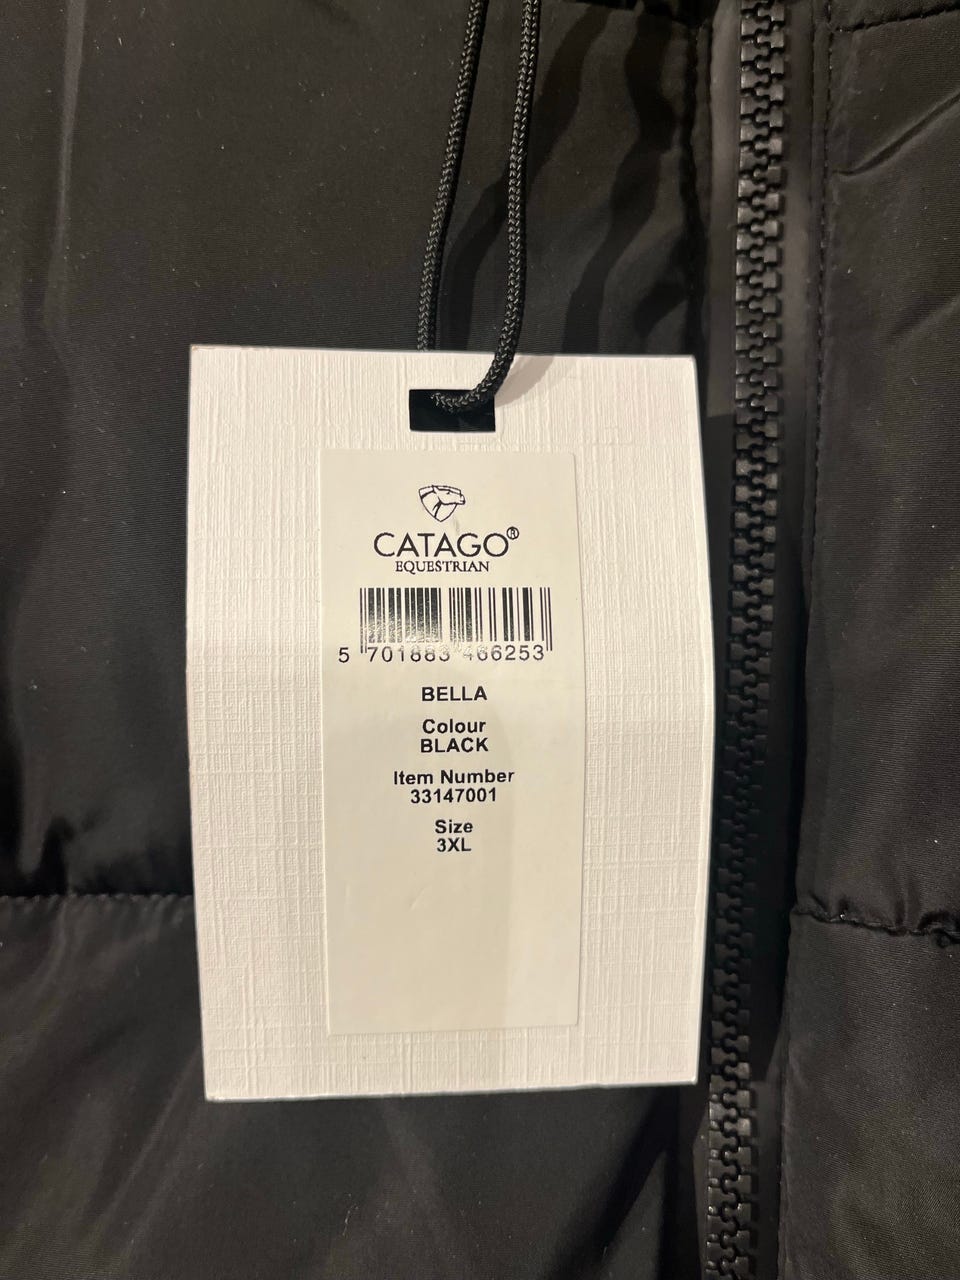 CATAGO®
EQUESTRIAN
5 701883 466253
BELLA
Colour
BLACK
Item Number
33147001
Size
3XL